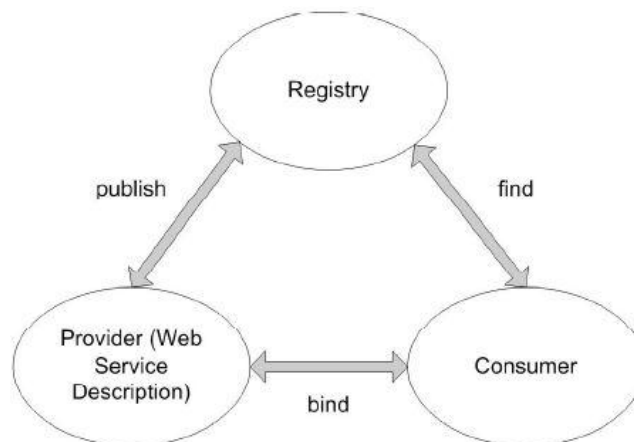 Registry
publish
find
Provider (Web
Service
Description)
Consumer
bind